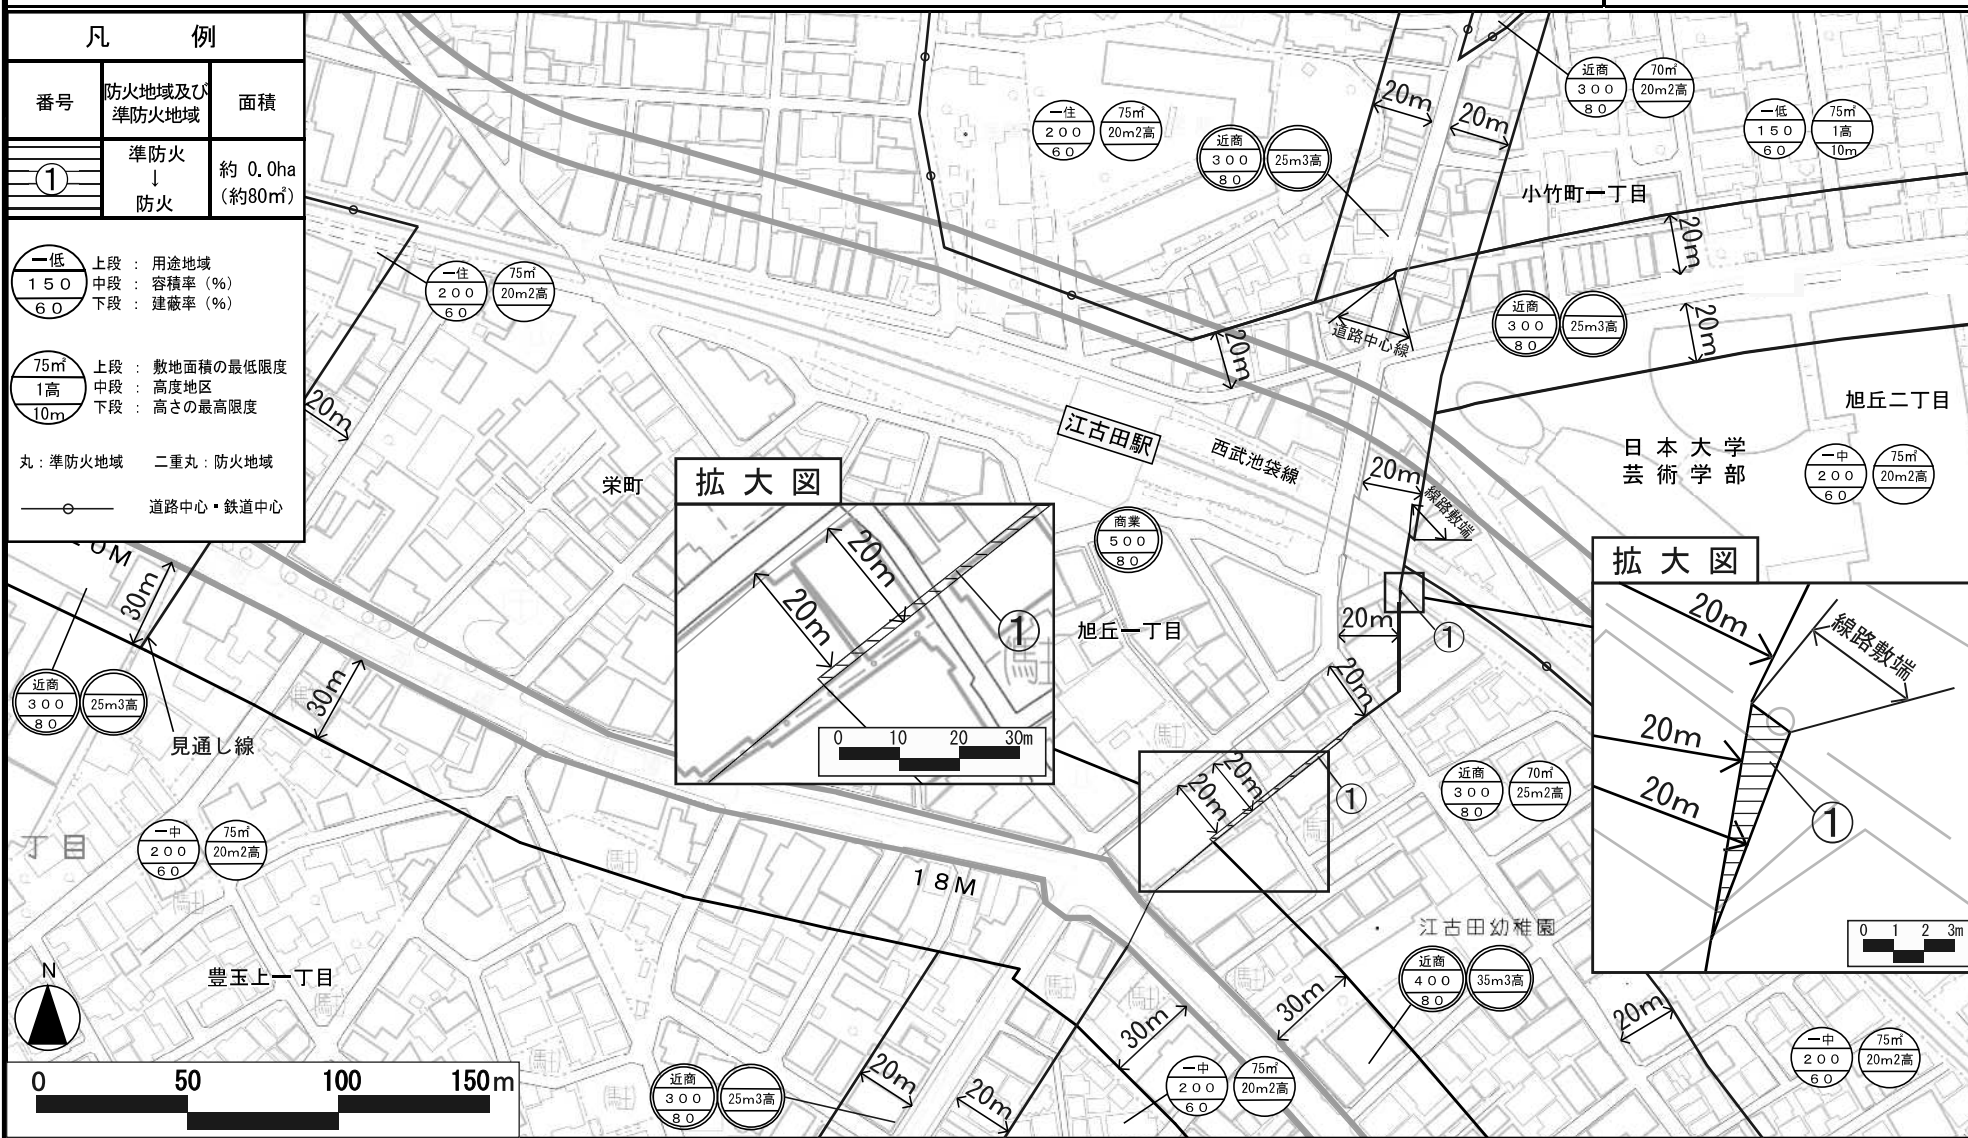 凡 例
番号
防火地域及び
準防火地域
面積
①
準防火
↓
防火
約 0.0ha
(約80㎡)
一低
150
60
上段 : 用途地域
中段 : 容積率 (%)
下段 : 建蔽率 (%)
75㎡
1高
10m
上段 : 敷地面積の最低限度
中段 : 高度地区
下段 : 高さの最高限度
丸:準防火地域 二重丸:防火地域
道路中心・鉄道中心
一住
200
60
75㎡
20m2高
20m
一住
200
60
75㎡
20m2高
近商
300
80
25m3高
20m
20m
近商
300
80
70㎡
20m2高
一低
150
60
75㎡
1高
10m
小竹町一丁目
20m
近商
300
80
25m3高
20m
道路中心線
20m
江古田駅
西武池袋線
20m
線路敷端
旭丘二丁目
日本大学
芸術学部
一中
200
60
75㎡
20m2高
栄町
拡大図
20m
20m
①
0 10 20 30m
商業
500
80
旭丘一丁目
20m
①
20m
20m
20m
①
近商
300
80
70㎡
25m2高
拡大図
20m
線路敷端
20m
20m
①
0 1 2 3m
30m
30m
近商
300
80
25m3高
見通し線
丁目
一中
200
60
75㎡
20m2高
18M
豊玉上一丁目
江古田幼稚園
近商
400
80
35m3高
30m
30m
20m
20m
20m
近商
300
80
25m3高
一中
200
60
75㎡
20m2高
一中
200
60
75㎡
20m2高
N
0 50 100 150m